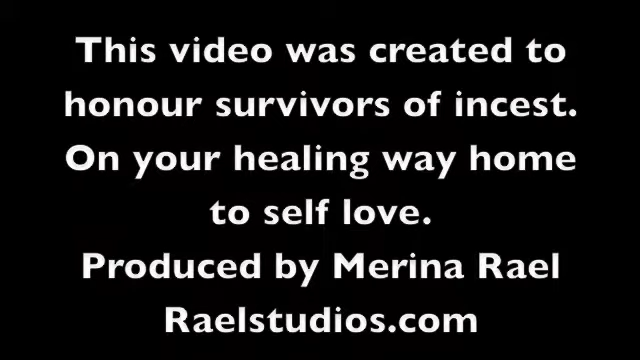 This video was created to
honour survivors of incest.
On your healing way home
to self love.
Produced by Merina Rael
Raelstudios.com